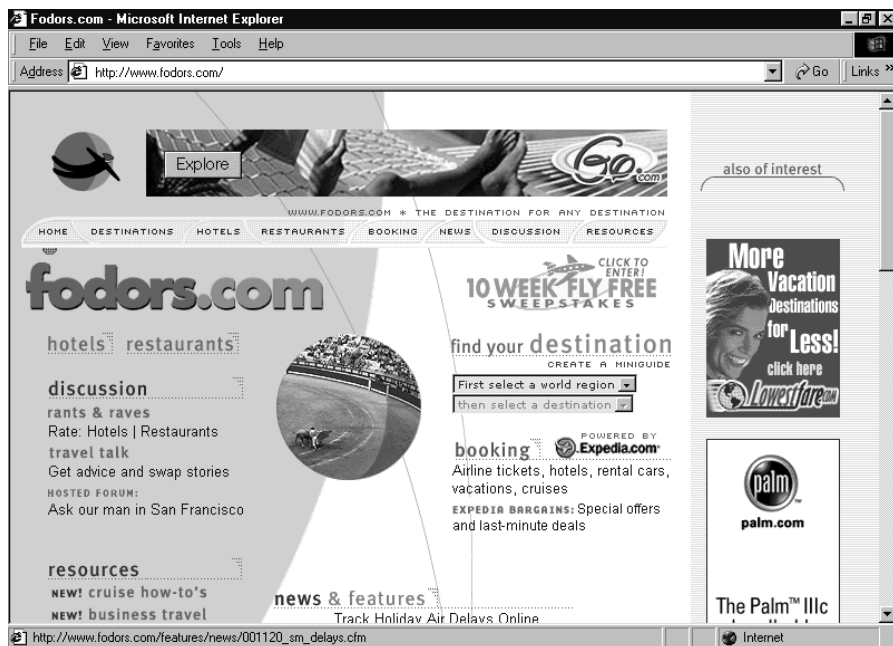 Fodors.com - Microsoft Internet Explorer
File Edit View Favorites Tools Help
Address http://www.fodors.com/ Go Links »
Explore
Go.com
also of interest
WWW.FODORS.COM * THE DESTINATION FOR ANY DESTINATION
HOME DESTINATIONS HOTELS RESTAURANTS BOOKING NEWS DISCUSSION RESOURCES
fodors.com
CLICK TO
ENTER!
10 WEEK FLY FREE
SWEEPSTAKES
hotels restaurants
find your destination
CREATE A MINIGUIDE
First select a world region
then select a destination
discussion
rants & raves
Rate: Hotels | Restaurants
travel talk
Get advice and swap stories
HOSTED FORUM:
Ask our man in San Francisco
booking POWERED BY
Expedia.com
Airline tickets, hotels, rental cars,
vacations, cruises
EXPEDIA BARGAINS: Special offers
and last-minute deals
resources
NEW! cruise how-to's
NEW! business travel
news & features
Track Holiday Air Delays Online
More
Vacation
Destinations
for
Less!
click here
Lowestfare.com
palm
palm.com
The Palm™ IIIc
http://www.fodors.com/features/news/001120_sm_delays.cfm Internet